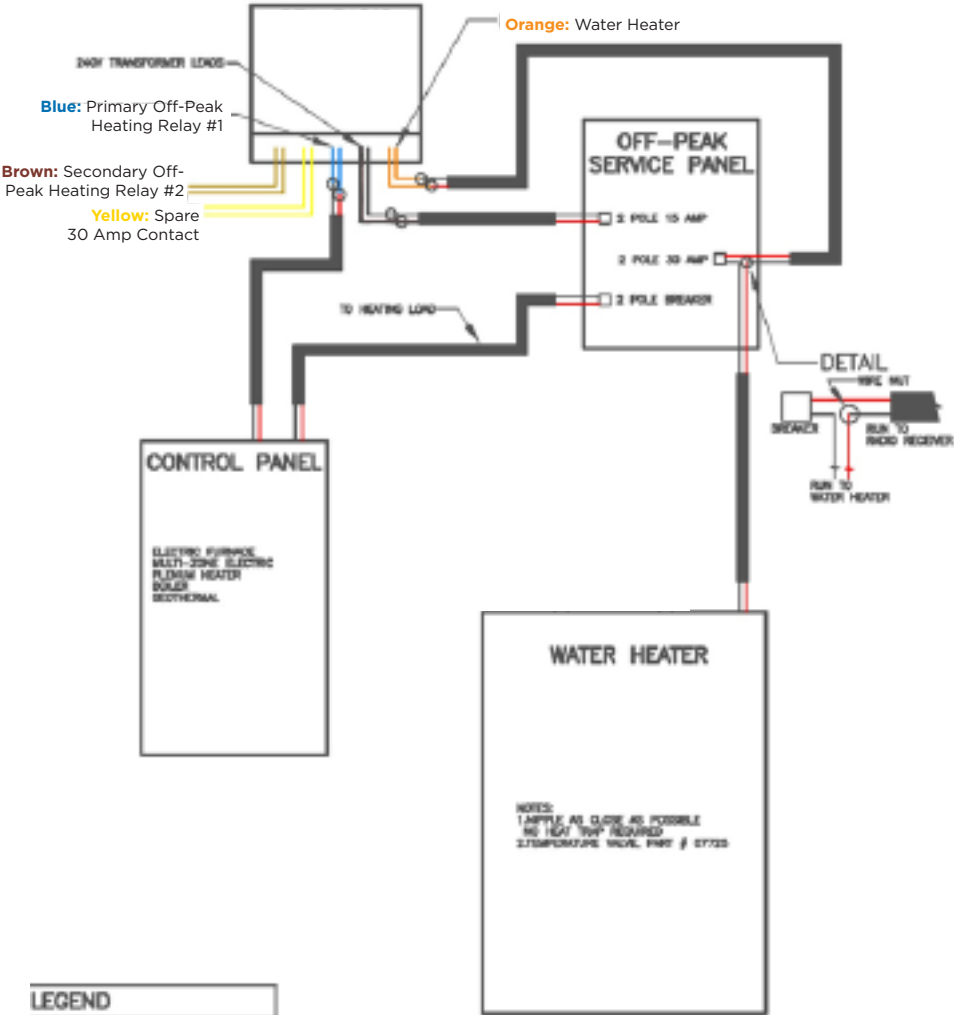 Orange: Water Heater
240V TRANSFORMER LEADS
Blue: Primary Off-Peak
Heating Relay #1
Brown: Secondary Off-
Peak Heating Relay #2
Yellow: Spare
30 Amp Contact
OFF-PEAK
SERVICE PANEL
2 POLE 15 AMP
2 POLE 30 AMP
2 POLE BREAKER
TO HEATING LOAD
DETAIL
WIRE NUT
BREAKER
RUN TO
RADIO RECEIVER
RUN TO
WATER HEATER
CONTROL PANEL
ELECTRIC FURNACE
MULTI-ZONE ELECTRIC
PLENUM HEATER
BOILER
GEOTHERMAL
WATER HEATER
NOTES:
1.NIPPLE AS CLOSE AS POSSIBLE
NO HEAT TRAP REQUIRED
2.TEMPERATURE VALVE, PART # 07725
LEGEND